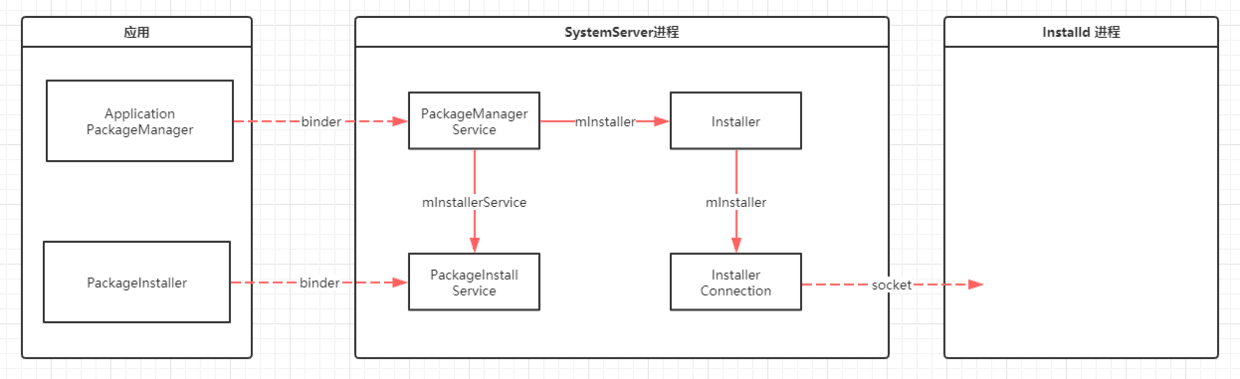 应用
SystemServer进程
Installd 进程
Application
PackageManager
binder
PackageManager
Service
mInstaller
Installer
mInstallerService
mInstaller
PackageInstaller
binder
PackageInstall
Service
Installer
Connection
socket